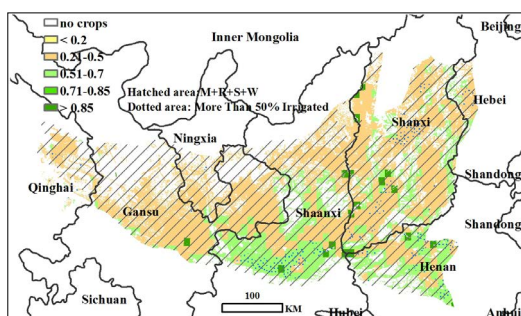 no crops
< 0.2
0.21-0.5
0.51-0.7
0.71-0.85
> 0.85
Hatched area:M+R+S+W
Dotted area: More Than 50% Irrigated
Inner Mongolia
Beijing
Hebei
Shanxi
Ningxia
Qinghai
Gansu
Shaanxi
Shandong
Shandong
Henan
Sichuan
100
KM
Hubei
Anhui